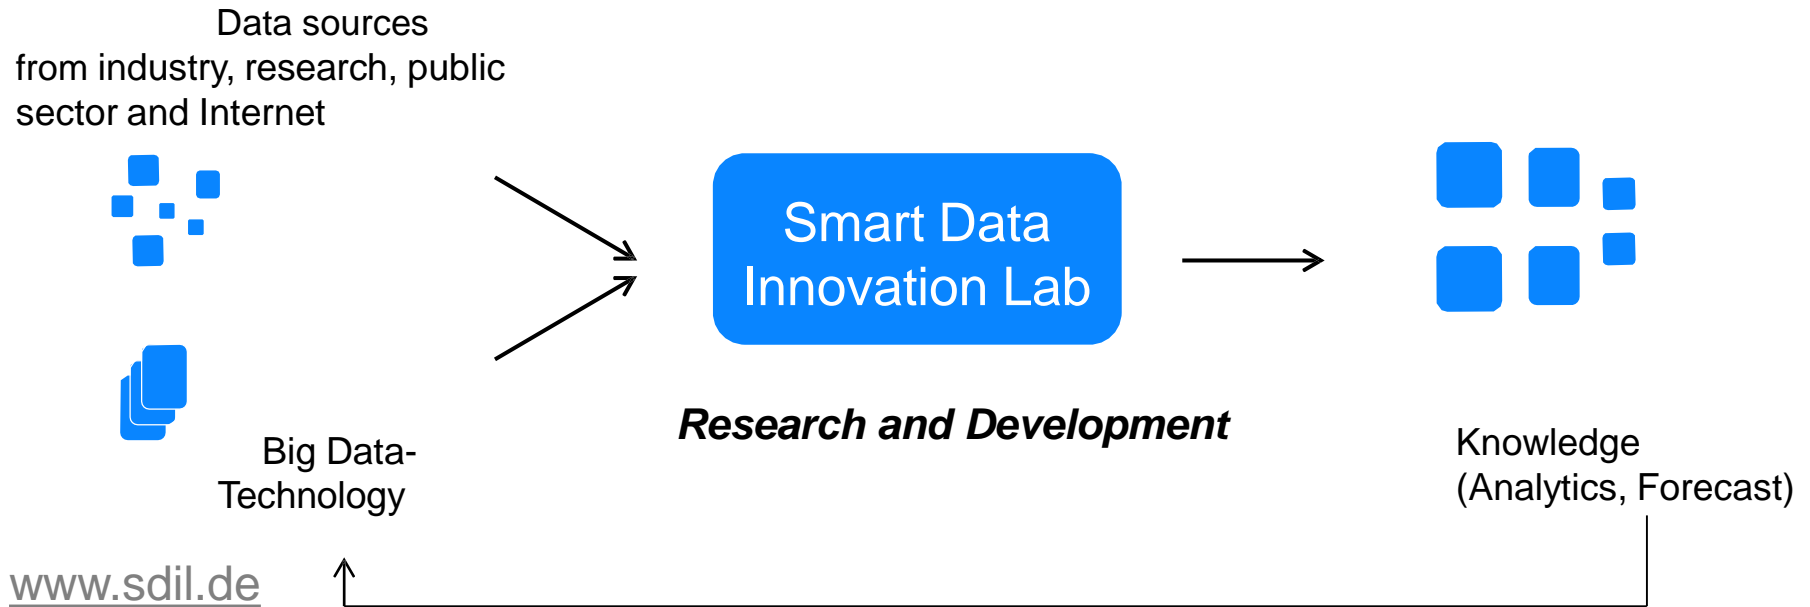 Data sources
from industry, research, public
sector and Internet
Smart Data
Innovation Lab
Research and Development
Big Data-
Technology
Knowledge
(Analytics, Forecast)
www.sdil.de